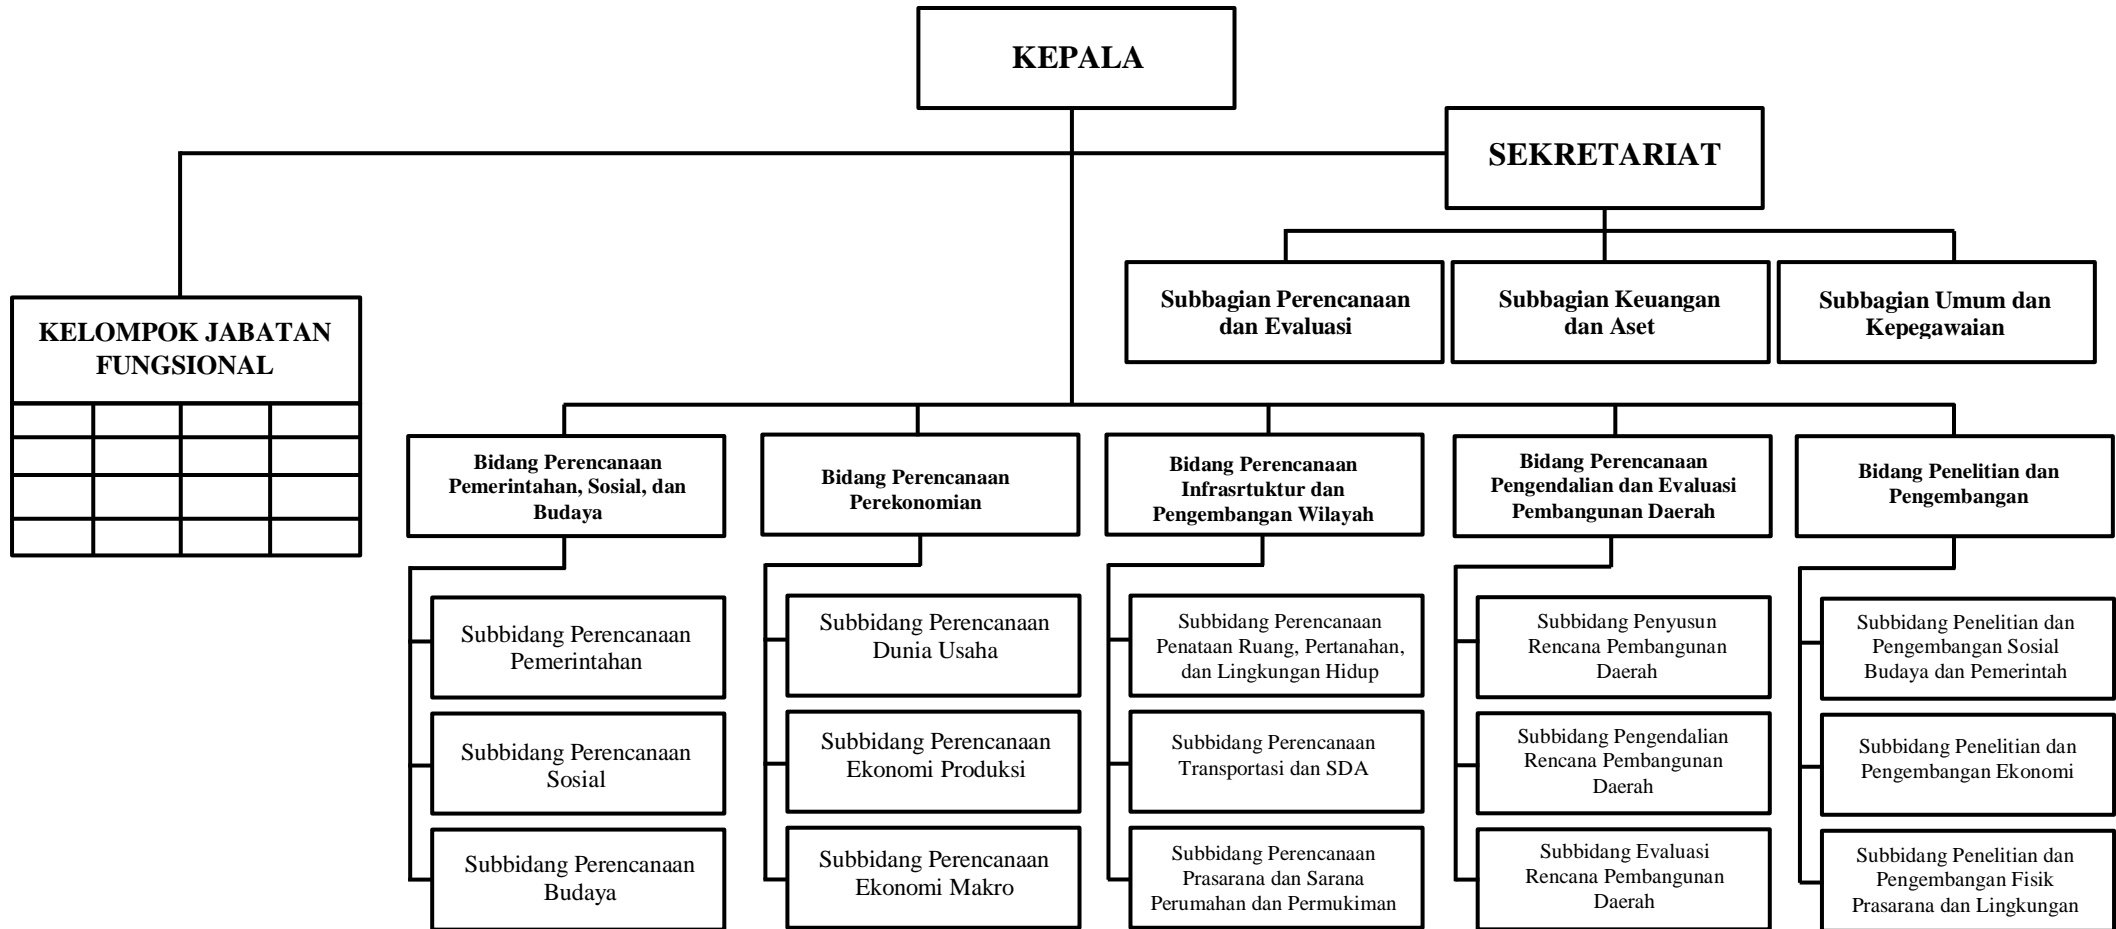 KEPALA
SEKRETARIAT
Subbagian Perencanaan
dan Evaluasi
Subbagian Keuangan
dan Aset
Subbagian Umum dan
Kepegawaian
KELOMPOK JABATAN
FUNGSIONAL
Bidang Perencanaan
Pemerintahan, Sosial, dan
Budaya
Bidang Perencanaan
Perekonomian
Bidang Perencanaan
Infrasrtuktur dan
Pengembangan Wilayah
Bidang Perencanaan
Pengendalian dan Evaluasi
Pembangunan Daerah
Bidang Penelitian dan
Pengembangan
Subbidang Perencanaan
Pemerintahan
Subbidang Perencanaan
Sosial
Subbidang Perencanaan
Budaya
Subbidang Perencanaan
Dunia Usaha
Subbidang Perencanaan
Ekonomi Produksi
Subbidang Perencanaan
Ekonomi Makro
Subbidang Perencanaan
Penataan Ruang, Pertanahan,
dan Lingkungan Hidup
Subbidang Perencanaan
Transportasi dan SDA
Subbidang Perencanaan
Prasarana dan Sarana
Perumahan dan Permukiman
Subbidang Penyusun
Rencana Pembangunan
Daerah
Subbidang Pengendalian
Rencana Pembangunan
Daerah
Subbidang Evaluasi
Rencana Pembangunan
Daerah
Subbidang Penelitian dan
Pengembangan Sosial
Budaya dan Pemerintah
Subbidang Penelitian dan
Pengembangan Ekonomi
Subbidang Penelitian dan
Pengembangan Fisik
Prasarana dan Lingkungan